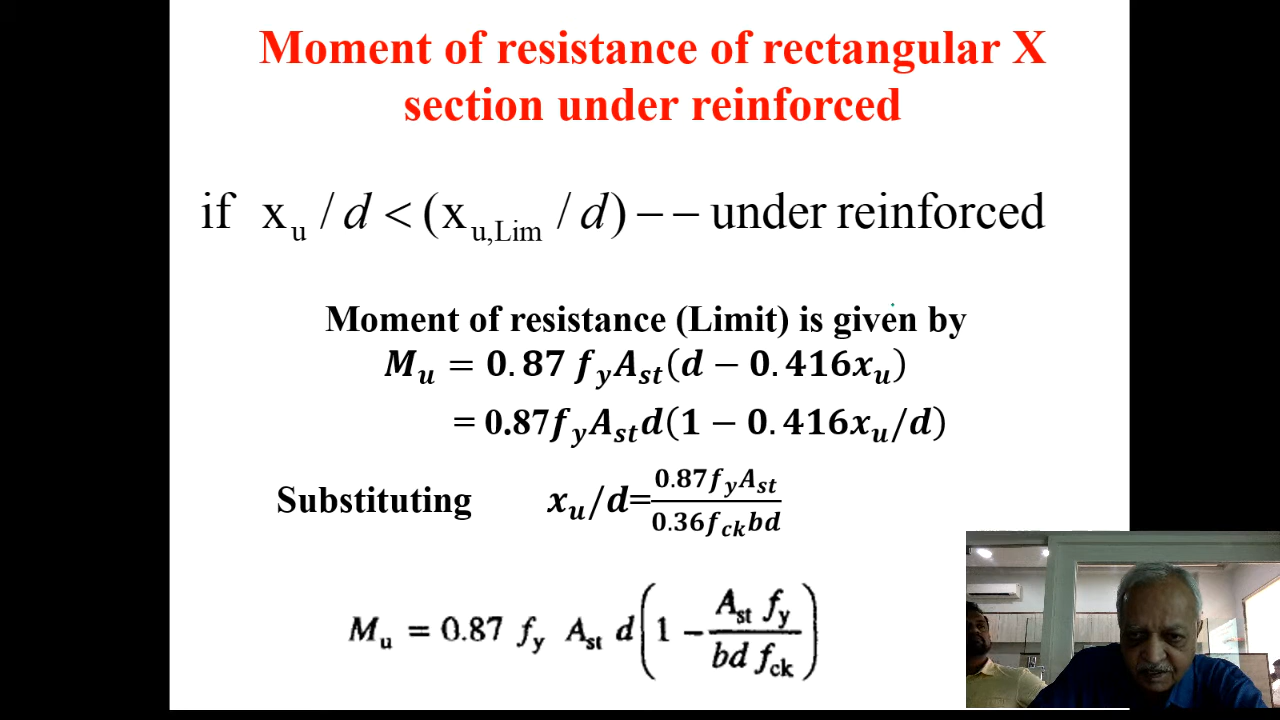 Moment of resistance of rectangular X
section under reinforced
if x_u / d < (x_u,Lim / d) − − under reinforced
Moment of resistance (Limit) is given by
M_u = 0.87 f_y A_st (d − 0.416x_u)
= 0.87f_y A_st d(1 − 0.416x_u/d)
Substituting x_u/d = 0.87f_y A_st / 0.36f_ck bd
M_u = 0.87 f_y A_st d (1 − A_st f_y / bd f_ck)